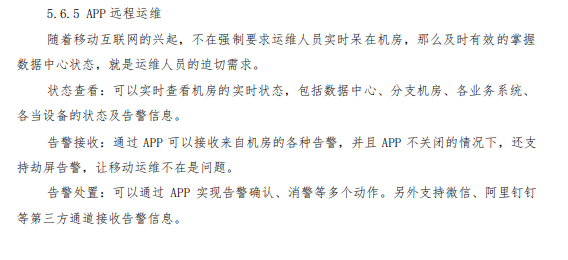 5.6.5 APP 远程运维
随着移动互联网的兴起，不在强制要求运维人员实时呆在机房，那么及时有效的掌握
数据中心状态，就是运维人员的迫切需求。
状态查看：可以实时查看机房的实时状态，包括数据中心、分支机房、各业务系统、
各当设备的状态及告警信息。
告警接收：通过 APP 可以接收来自机房的各种告警，并且 APP 不关闭的情况下，还支
持劫屏告警，让移动运维不在是问题。
告警处置：可以通过 APP 实现告警确认、消警等多个动作。另外支持微信、阿里钉钉
等第三方通道接收告警信息。